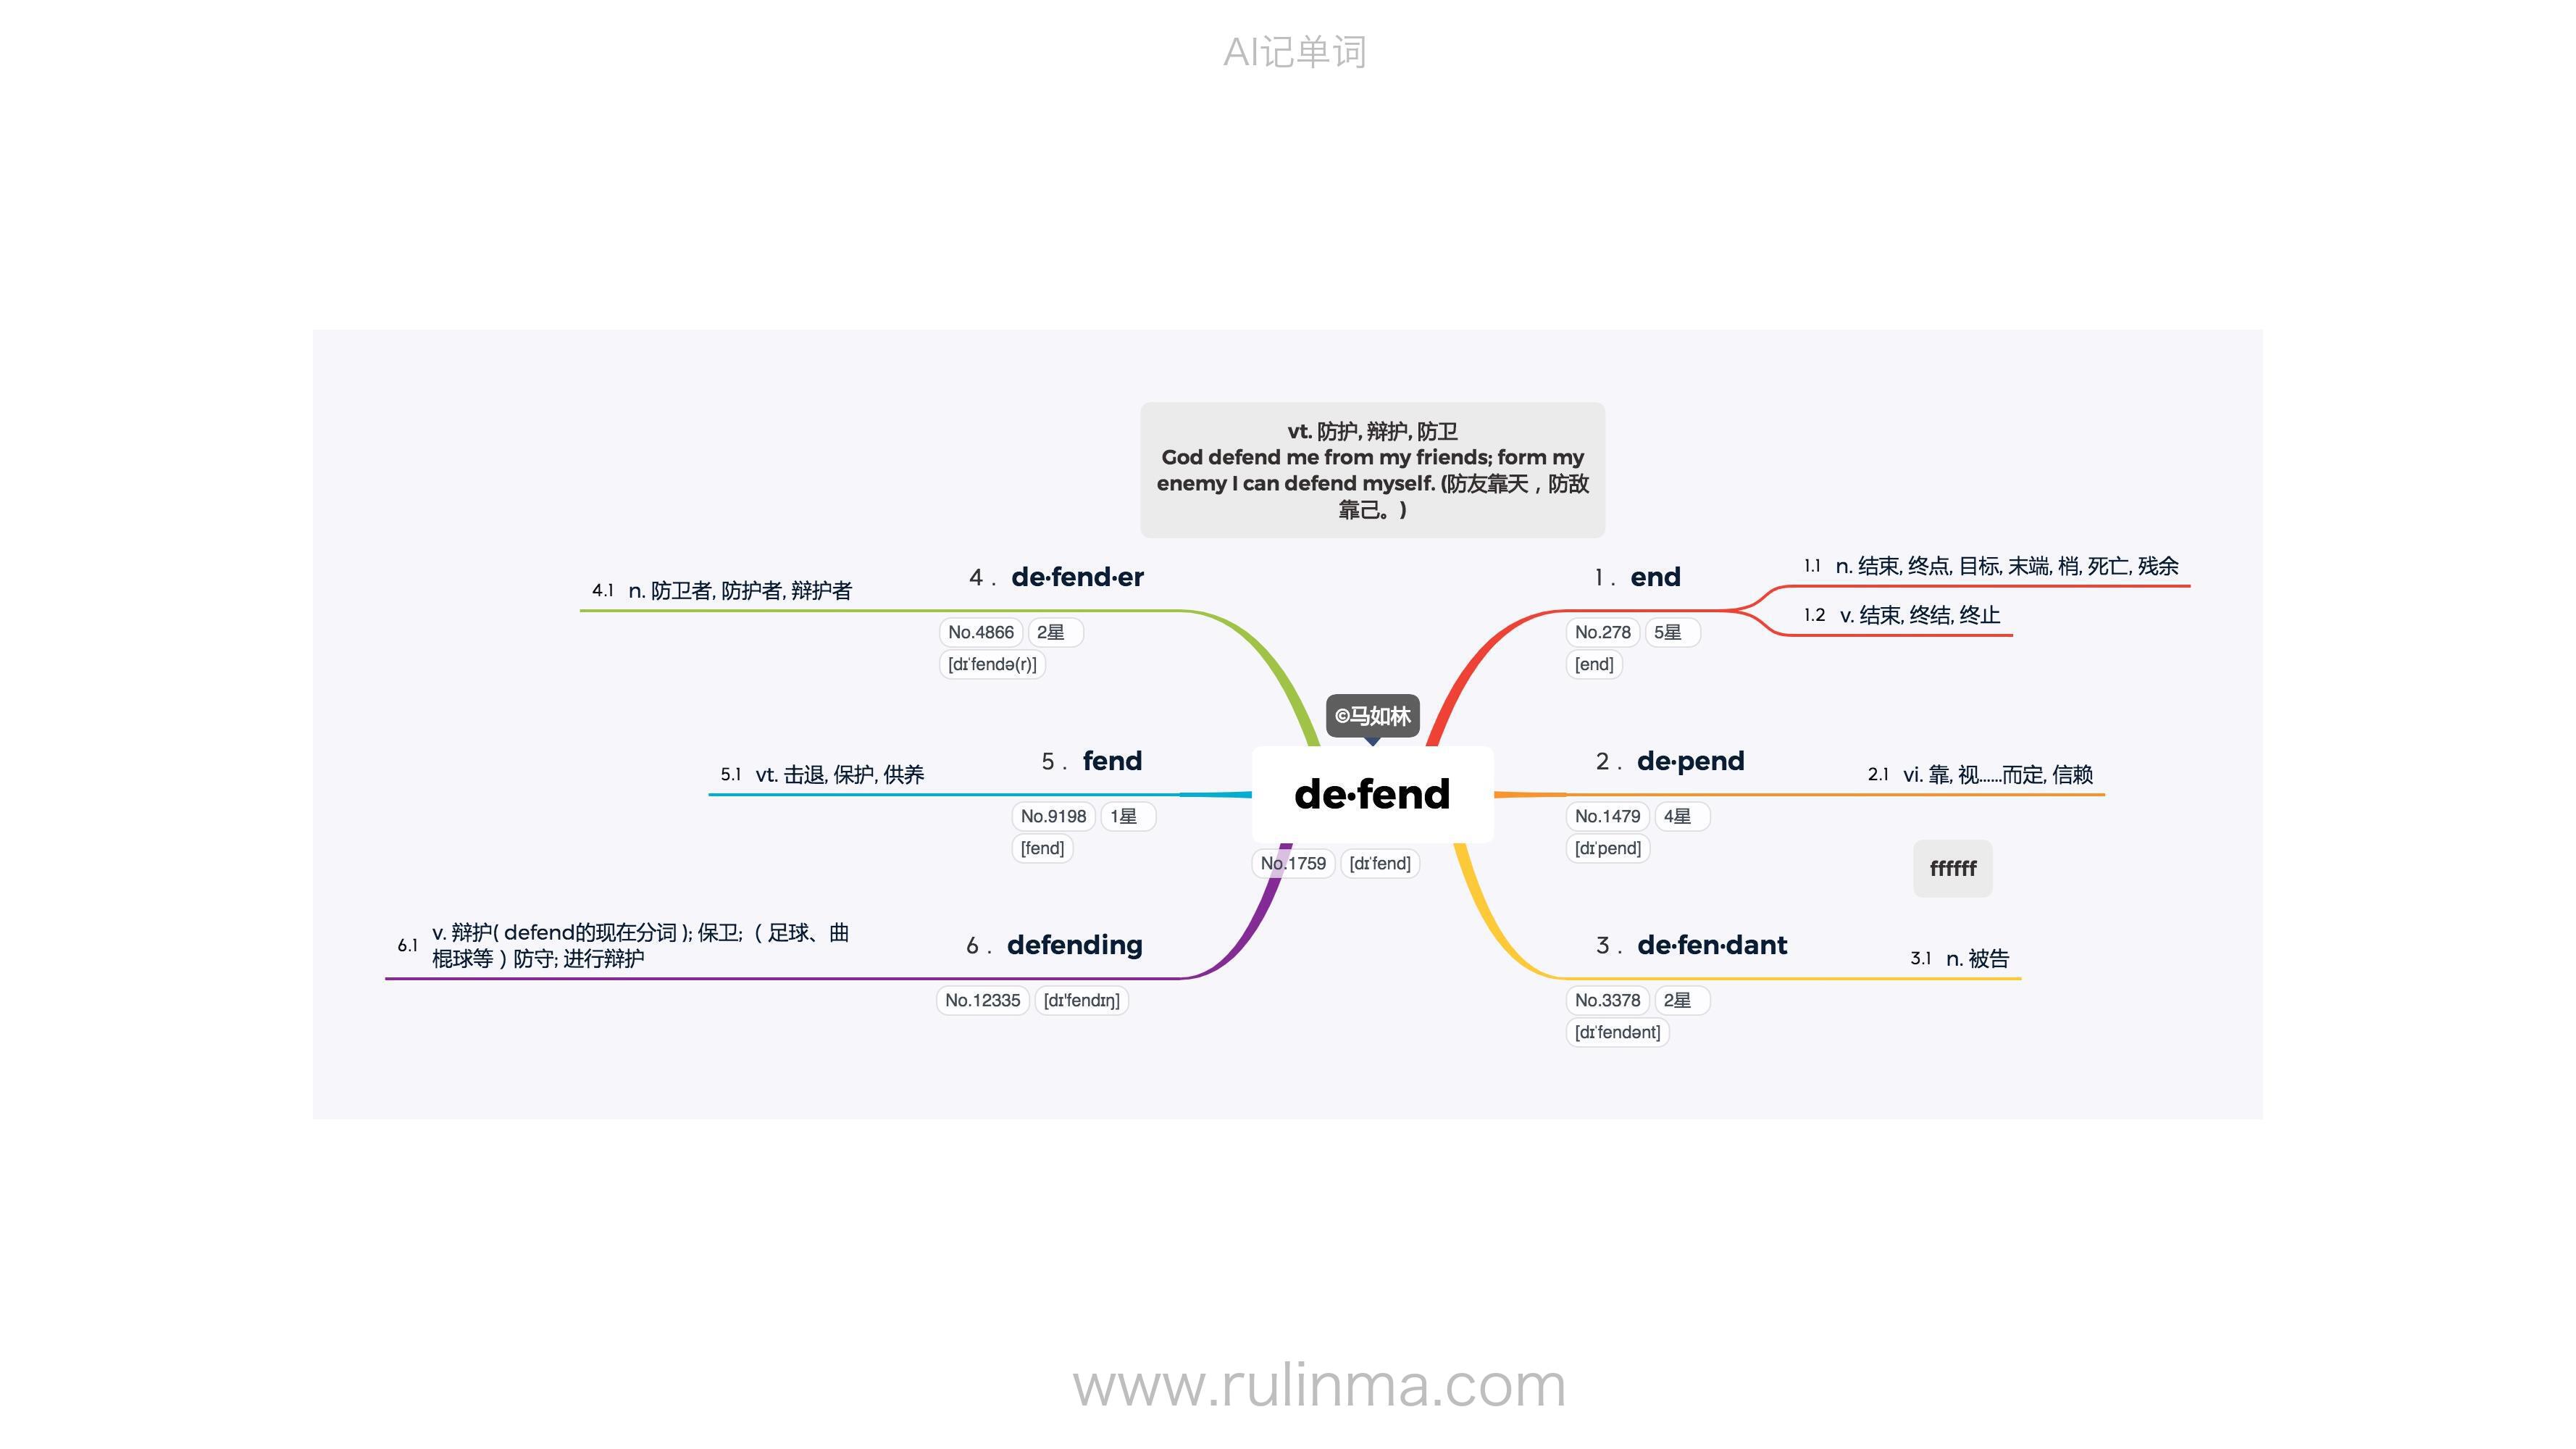 AI记单词
vt. 防护, 辩护, 防卫
God defend me from my friends; form my
enemy I can defend myself. (防友靠天，防敌
靠己。)
©马如林
de·fend
No.1759 [dɪˈfend]
1. end
No.278 5星
[end]
1.1 n. 结束, 终点, 目标, 末端, 梢, 死亡, 残余
1.2 v. 结束, 终结, 终止
2. de·pend
No.1479 4星
[dɪˈpend]
2.1 vi. 靠, 视......而定, 信赖
3. de·fen·dant
No.3378 2星
[dɪˈfendənt]
ffffff
3.1 n. 被告
4. de·fend·er
No.4866 2星
[dɪˈfendə(r)]
4.1 n. 防卫者, 防护者, 辩护者
5. fend
No.9198 1星
[fend]
5.1 vt. 击退, 保护, 供养
6. defending
No.12335 [dɪ'fendɪŋ]
6.1 v. 辩护( defend的现在分词 ); 保卫;（ 足球、曲
棍球等 ）防守; 进行辩护
www.rulinma.com